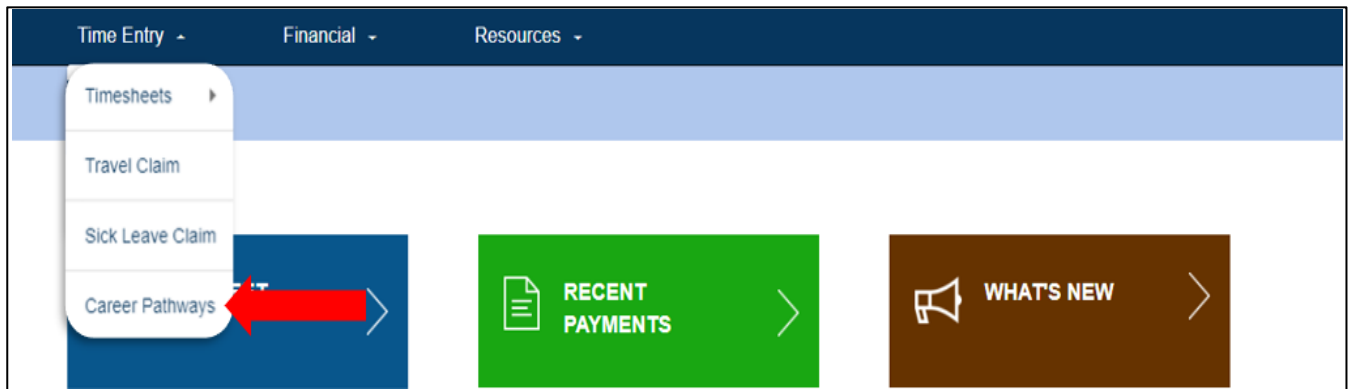 Time Entry Financial Resources
Timesheets
Travel Claim
Sick Leave Claim
Career Pathways
RECENT
PAYMENTS
WHAT'S NEW